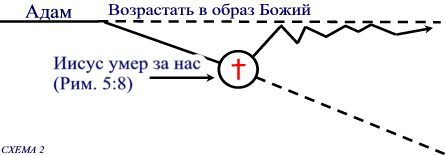 Адам
Возрастать в образ Божий
Иисус умер за нас
(Рим. 5:8)
СХЕМА 2